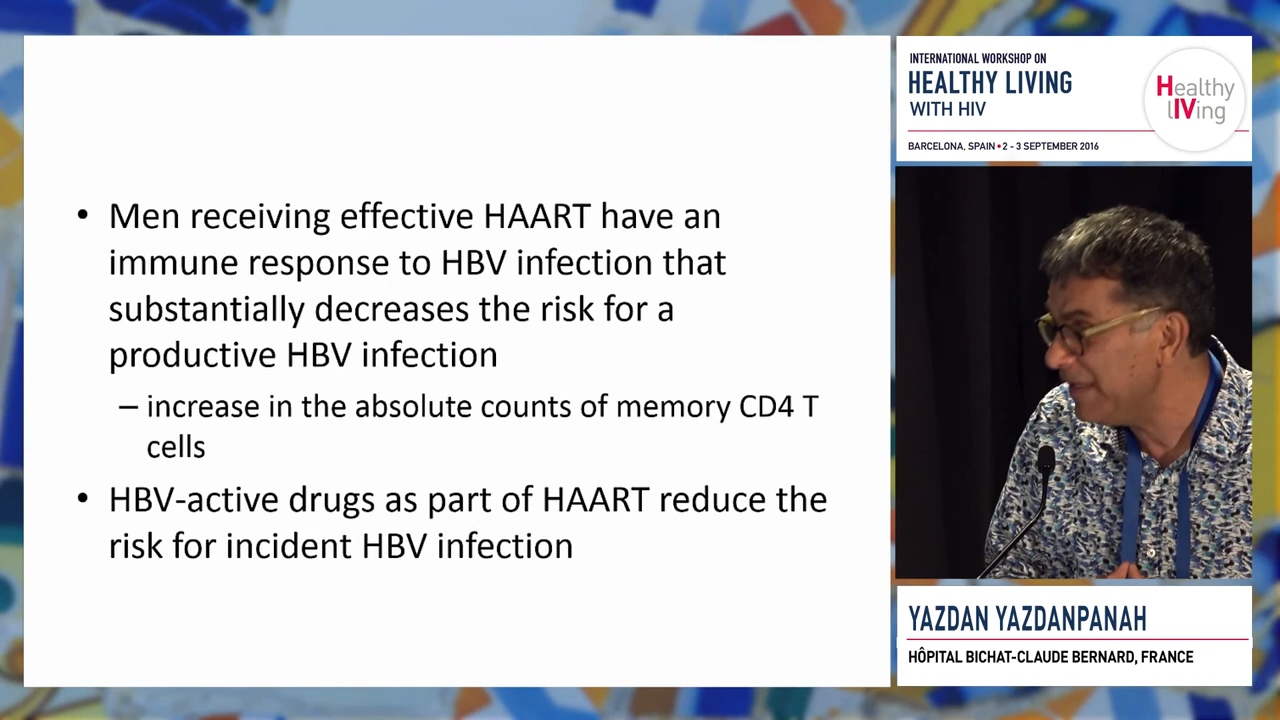 • Men receiving effective HAART have an
immune response to HBV infection that
substantially decreases the risk for a
productive HBV infection
– increase in the absolute counts of memory CD4 T
cells
• HBV-active drugs as part of HAART reduce the
risk for incident HBV infection
INTERNATIONAL WORKSHOP ON
HEALTHY LIVING
WITH HIV
Healthy
lIVing
BARCELONA, SPAIN • 2 - 3 SEPTEMBER 2016
YAZDAN YAZDANPANAH
HÔPITAL BICHAT-CLAUDE BERNARD, FRANCE